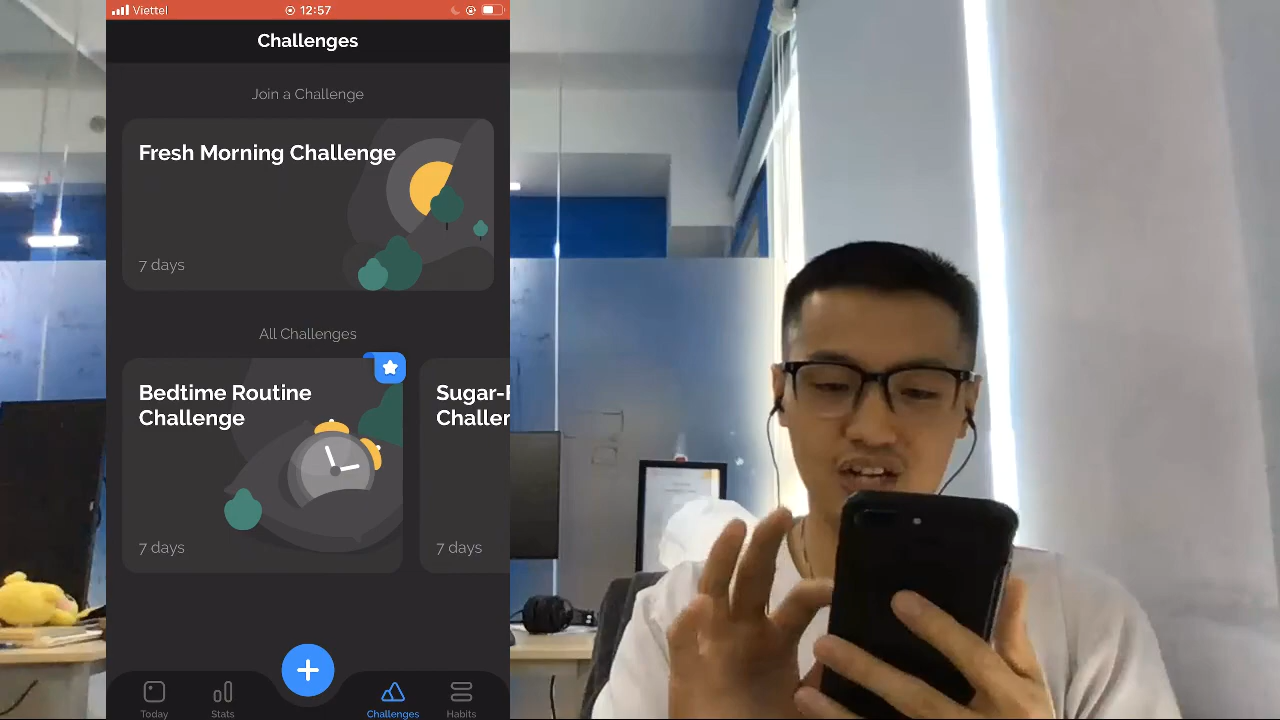 Viettel
12:57
Challenges
Join a Challenge
Fresh Morning Challenge
7 days
All Challenges
Bedtime Routine
Challenge
7 days
7 days
Today
Stats
Challenges
Habits